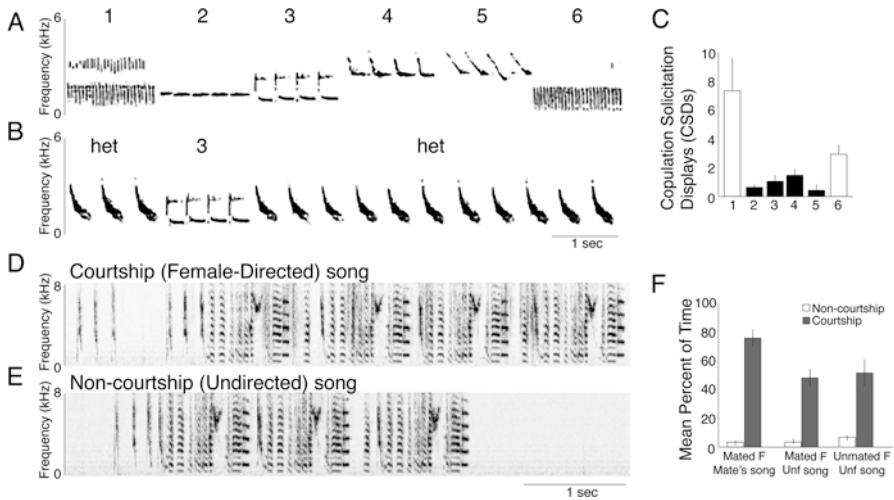 A
Frequency (kHz)
6
0
1 2 3 4 5 6
B
Frequency (kHz)
6
0
het 3 het
1 sec
C
Copulation Solicitation
Displays (CSDs)
10
8
6
4
2
0
1 2 3 4 5 6
D
Frequency (kHz)
8
0
Courtship (Female-Directed) song
E
Frequency (kHz)
8
0
Non-courtship (Undirected) song
1 sec
F
Mean Percent of Time
100
80
60
40
20
0
Non-courtship
Courtship
Mated F Mated F Unmated F
Mate's song Unf song Unf song